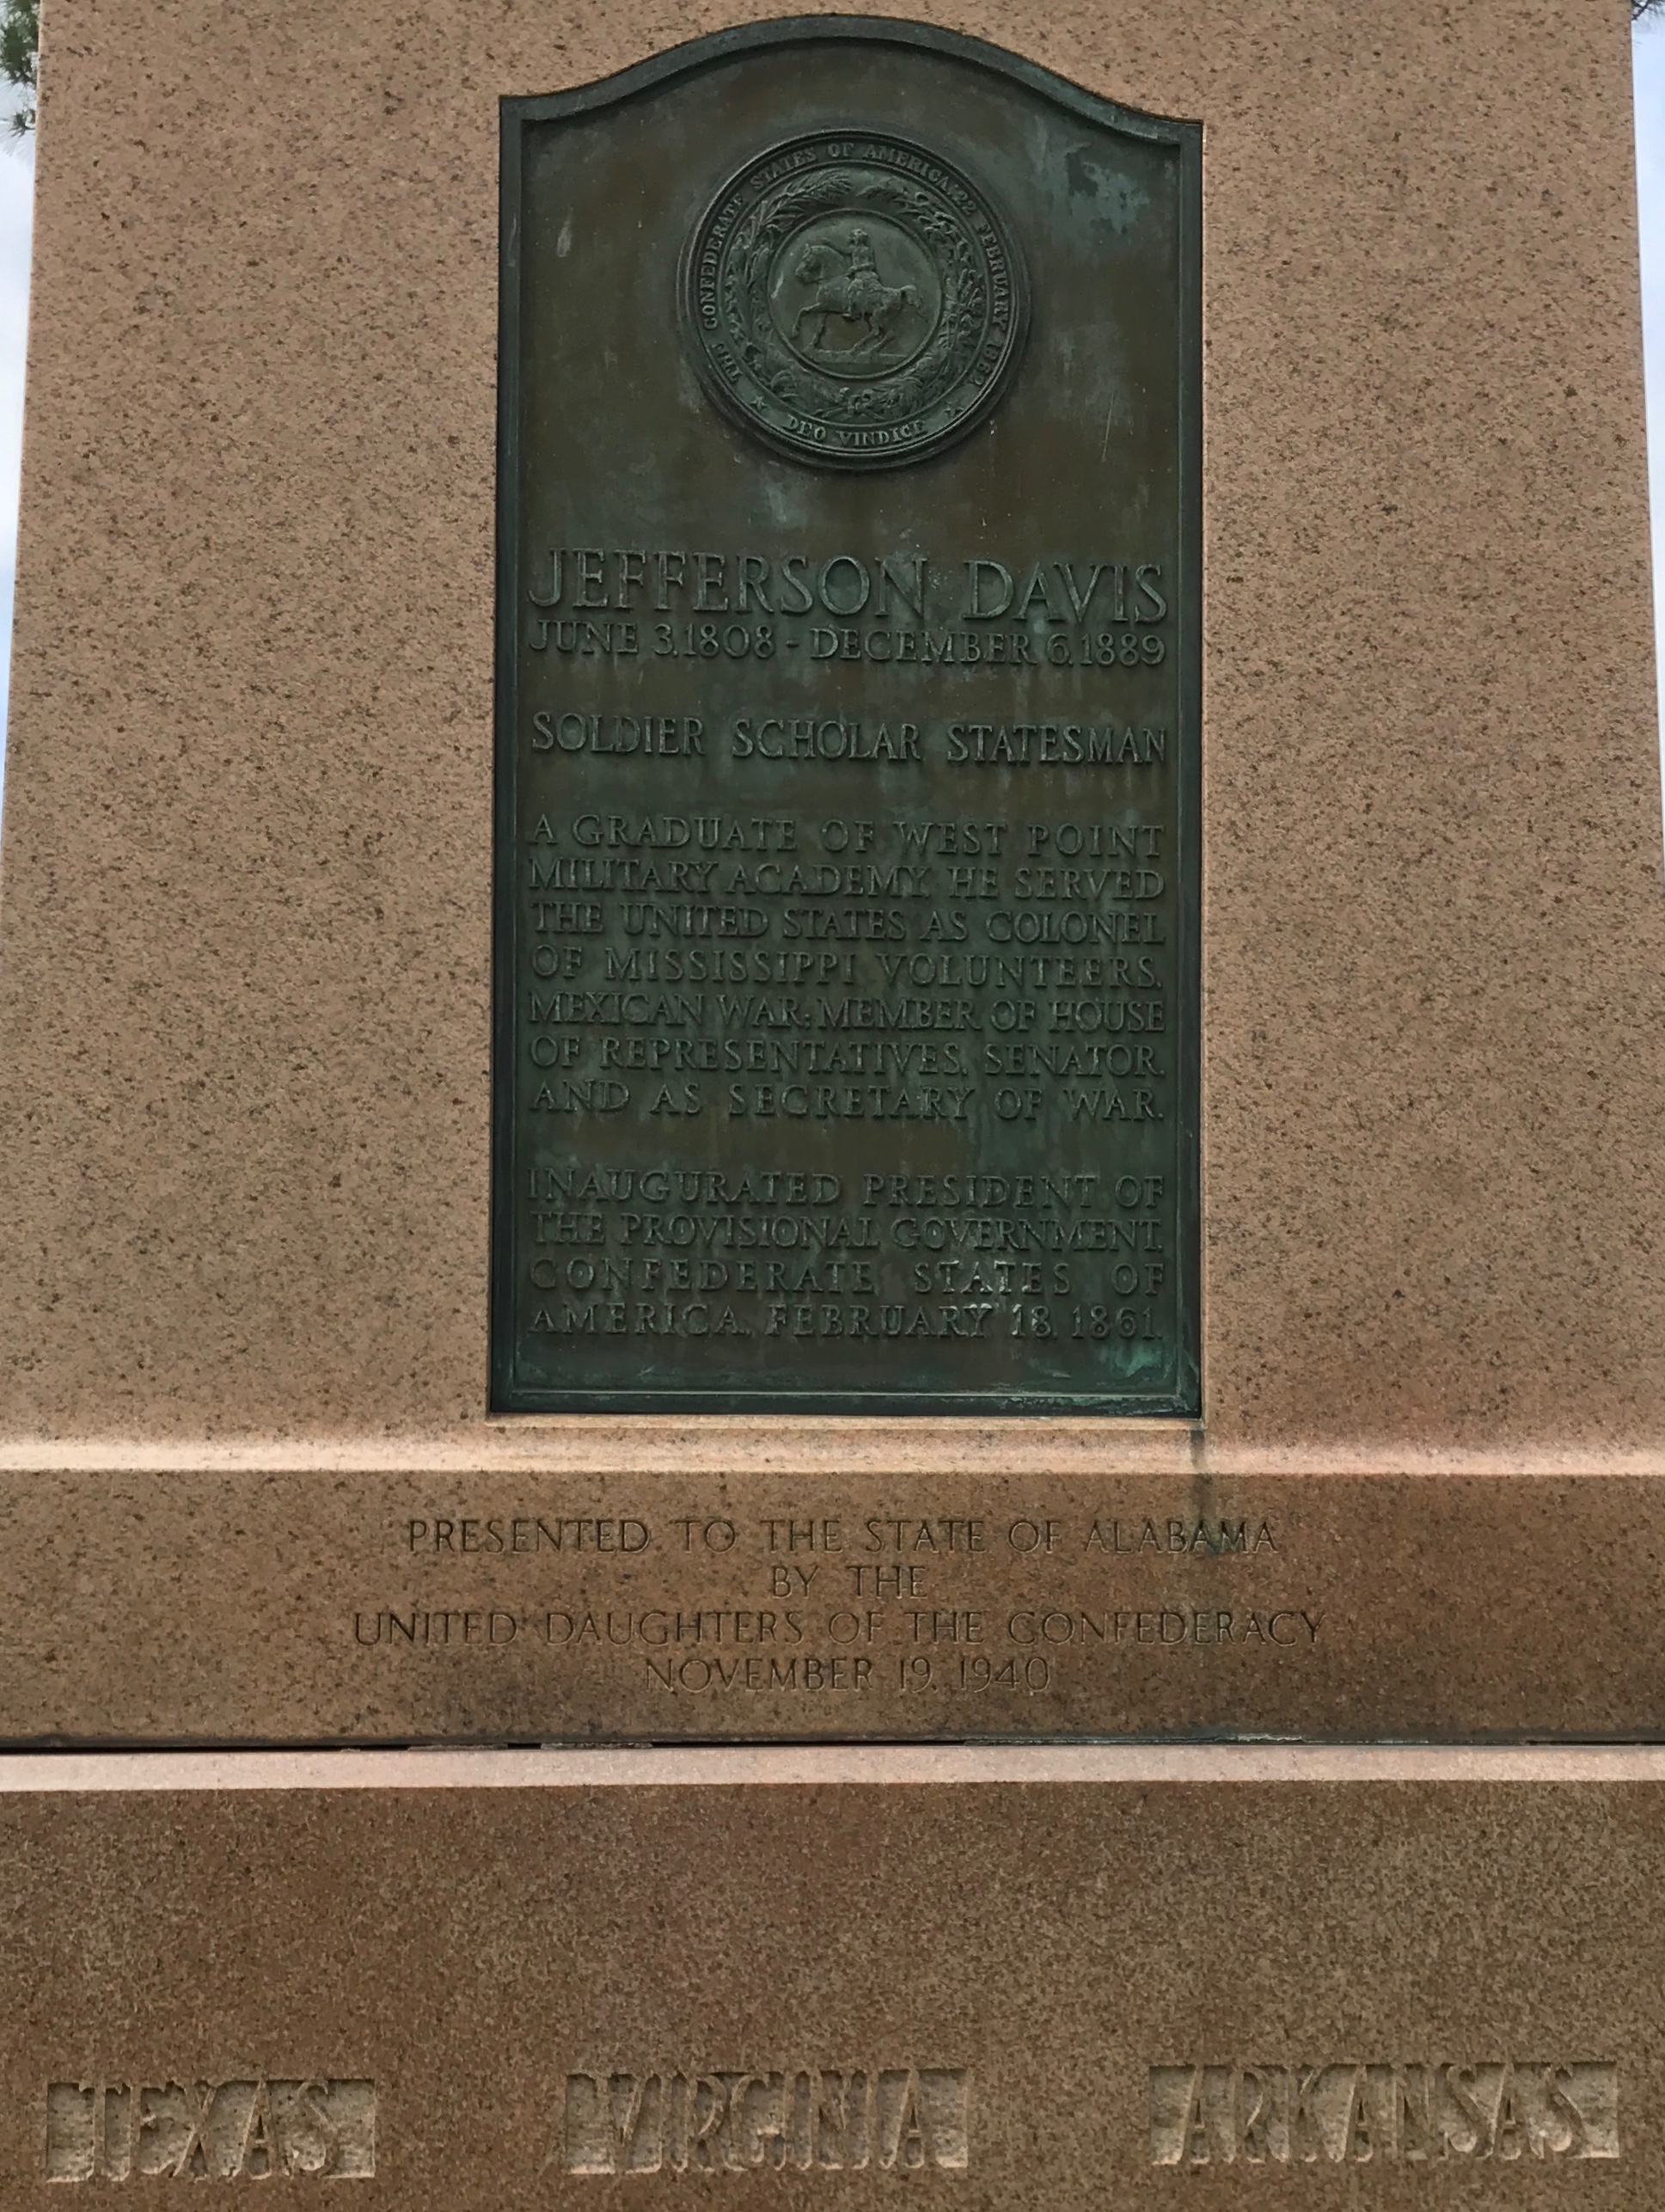 THE CONFEDERATE STATES OF AMERICA: 22 FEBRUARY 1862
DEO VINDICE
JEFFERSON DAVIS
JUNE 3, 1808 - DECEMBER 6, 1889
SOLDIER SCHOLAR STATESMAN
A GRADUATE OF WEST POINT
MILITARY ACADEMY, HE SERVED
THE UNITED STATES AS COLONEL
OF MISSISSIPPI VOLUNTEERS,
MEXICAN WAR; MEMBER OF HOUSE
OF REPRESENTATIVES, SENATOR,
AND AS SECRETARY OF WAR.
INAUGURATED PRESIDENT OF
THE PROVISIONAL GOVERNMENT,
CONFEDERATE STATES OF
AMERICA, FEBRUARY 18, 1861.
PRESENTED TO THE STATE OF ALABAMA
BY THE
UNITED DAUGHTERS OF THE CONFEDERACY
NOVEMBER 19, 1940
TEXAS VIRGINIA ARKANSAS